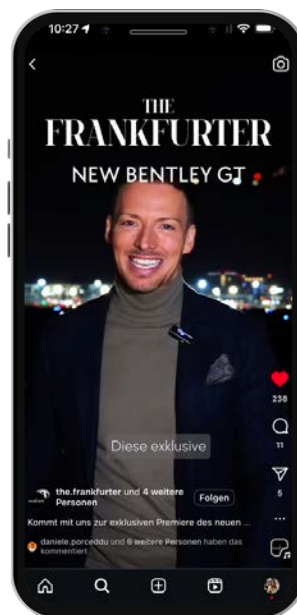 10:27
THE
FRANKFURTER
NEW BENTLEY GT
238
11
5
Diese exklusive
the.frankfurter und 4 weitere
Personen
Folgen
Kommt mit uns zur exklusiven Premiere des neuen ...
daniele.porceddu und 6 weitere Personen haben das
kommentiert.